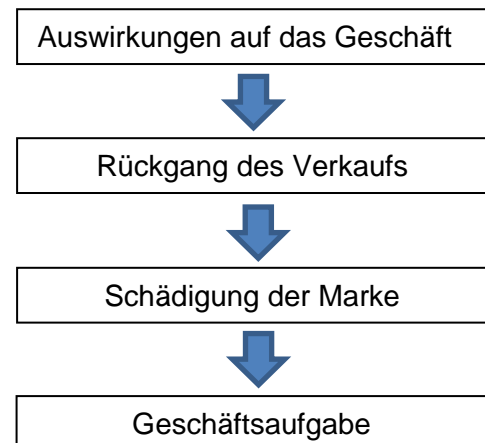 Auswirkungen auf das Geschäft
Rückgang des Verkaufs
Schädigung der Marke
Geschäftsaufgabe